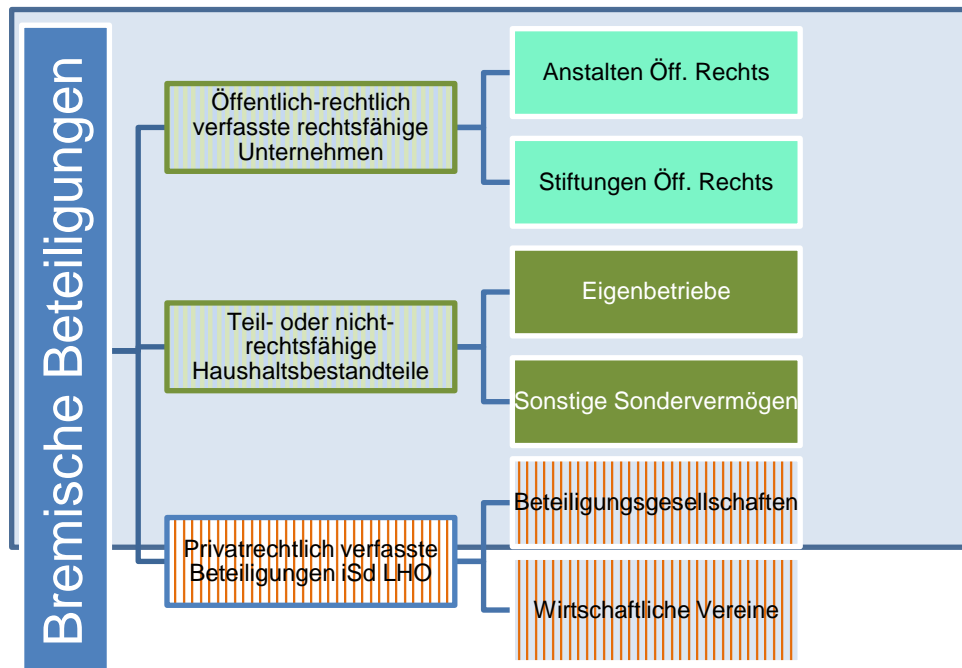 Bremische Beteiligungen
Öffentlich-rechtlich
verfasste rechtsfähige
Unternehmen
Anstalten Öff. Rechts
Stiftungen Öff. Rechts
Teil- oder nicht-
rechtsfähige
Haushaltsbestandteile
Eigenbetriebe
Sonstige Sondervermögen
Privatrechtlich verfasste
Beteiligungen iSd LHO
Beteiligungsgesellschaften
Wirtschaftliche Vereine